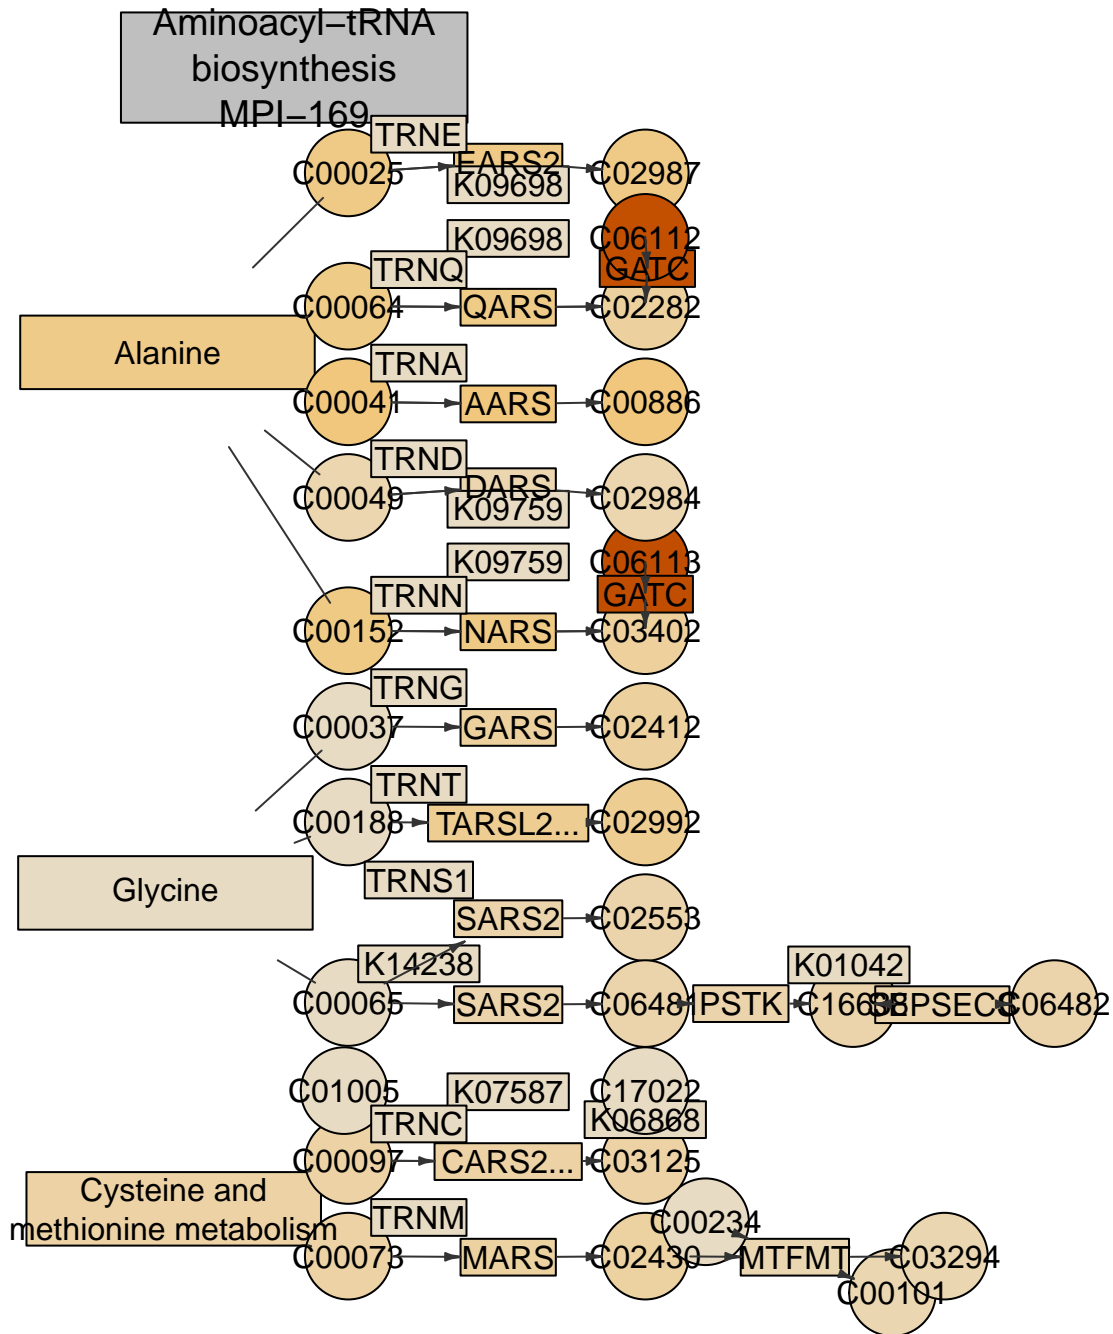 Aminoacyl−tRNA
biosynthesis
MPI−169
TRNE
C00025
EARS2
C02987
K09698
K09698
C06112
TRNQ
GATC
C00064
QARS
C02282
Alanine
TRNA
C00041
AARS
C00886
TRND
C00049
DARS
C02984
K09759
K09759
C06113
TRNN
GATC
C00152
NARS
C03402
TRNG
C00037
GARS
C02412
TRNT
C00188
TARSL2...
C02992
Glycine
TRNS1
SARS2
C02553
K14238
K01042
C00065
SARS2
C06481
PSTK
C16638
SEPSECS
C06482
C01005
K07587
C17022
TRNC
K06868
C00097
CARS2...
C03125
Cysteine and
methionine metabolism
TRNM
C00234
C00073
MARS
C02430
MTFMT
C03294
C00101